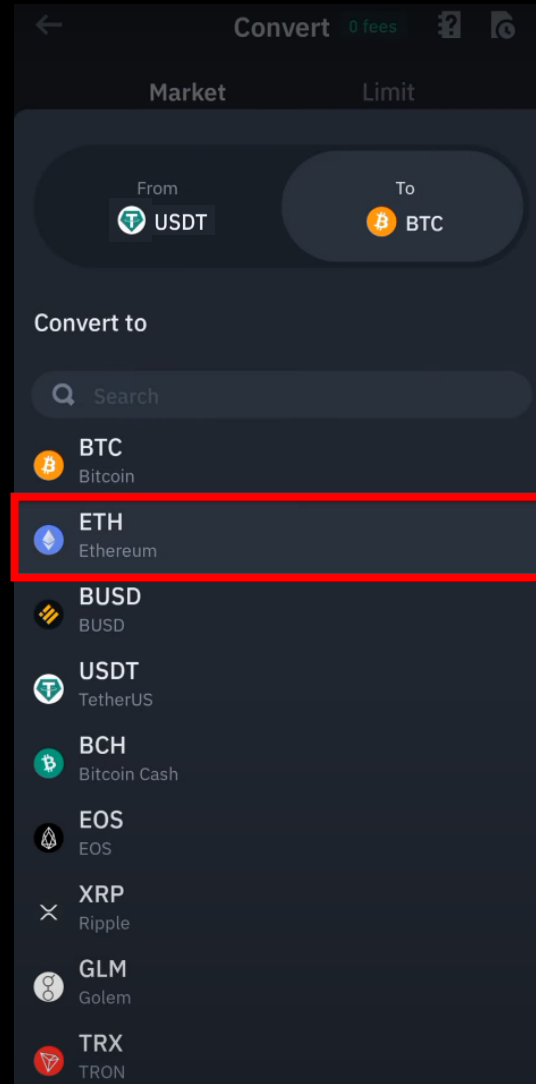 Convert 0 fees
Market Limit
From To
USDT BTC
Convert to
Search
BTC
Bitcoin
ETH
Ethereum
BUSD
BUSD
USDT
TetherUS
BCH
Bitcoin Cash
EOS
EOS
XRP
Ripple
GLM
Golem
TRX
TRON